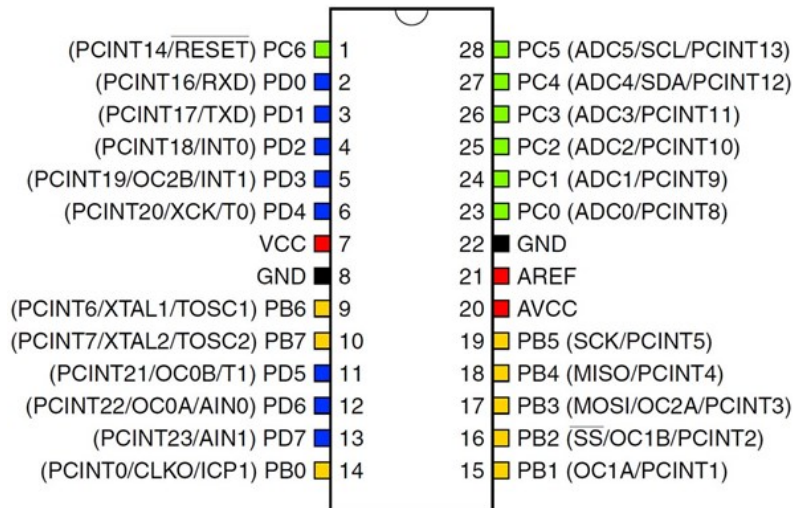 (PCINT14/RESET) PC6 1 28 PC5 (ADC5/SCL/PCINT13)
(PCINT16/RXD) PD0 2 27 PC4 (ADC4/SDA/PCINT12)
(PCINT17/TXD) PD1 3 26 PC3 (ADC3/PCINT11)
(PCINT18/INT0) PD2 4 25 PC2 (ADC2/PCINT10)
(PCINT19/OC2B/INT1) PD3 5 24 PC1 (ADC1/PCINT9)
(PCINT20/XCK/T0) PD4 6 23 PC0 (ADC0/PCINT8)
VCC 7 22 GND
GND 8 21 AREF
(PCINT6/XTAL1/TOSC1) PB6 9 20 AVCC
(PCINT7/XTAL2/TOSC2) PB7 10 19 PB5 (SCK/PCINT5)
(PCINT21/OC0B/T1) PD5 11 18 PB4 (MISO/PCINT4)
(PCINT22/OC0A/AIN0) PD6 12 17 PB3 (MOSI/OC2A/PCINT3)
(PCINT23/AIN1) PD7 13 16 PB2 (SS/OC1B/PCINT2)
(PCINT0/CLKO/ICP1) PB0 14 15 PB1 (OC1A/PCINT1)